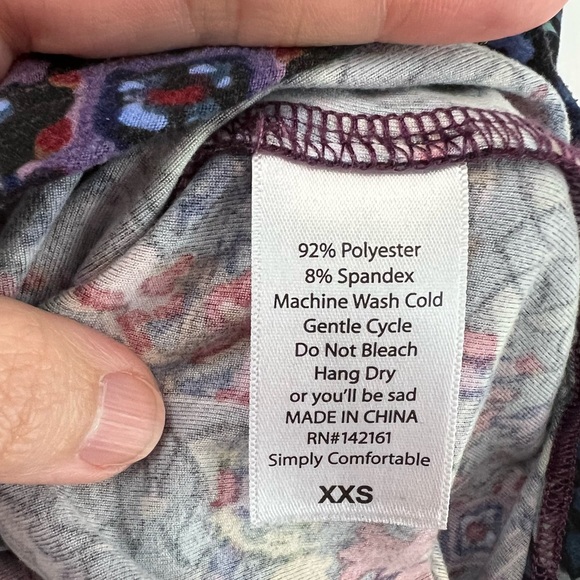 92% Polyester
8% Spandex
Machine Wash Cold
Gentle Cycle
Do Not Bleach
Hang Dry
or you'll be sad
MADE IN CHINA
RN#142161
Simply Comfortable
XXS